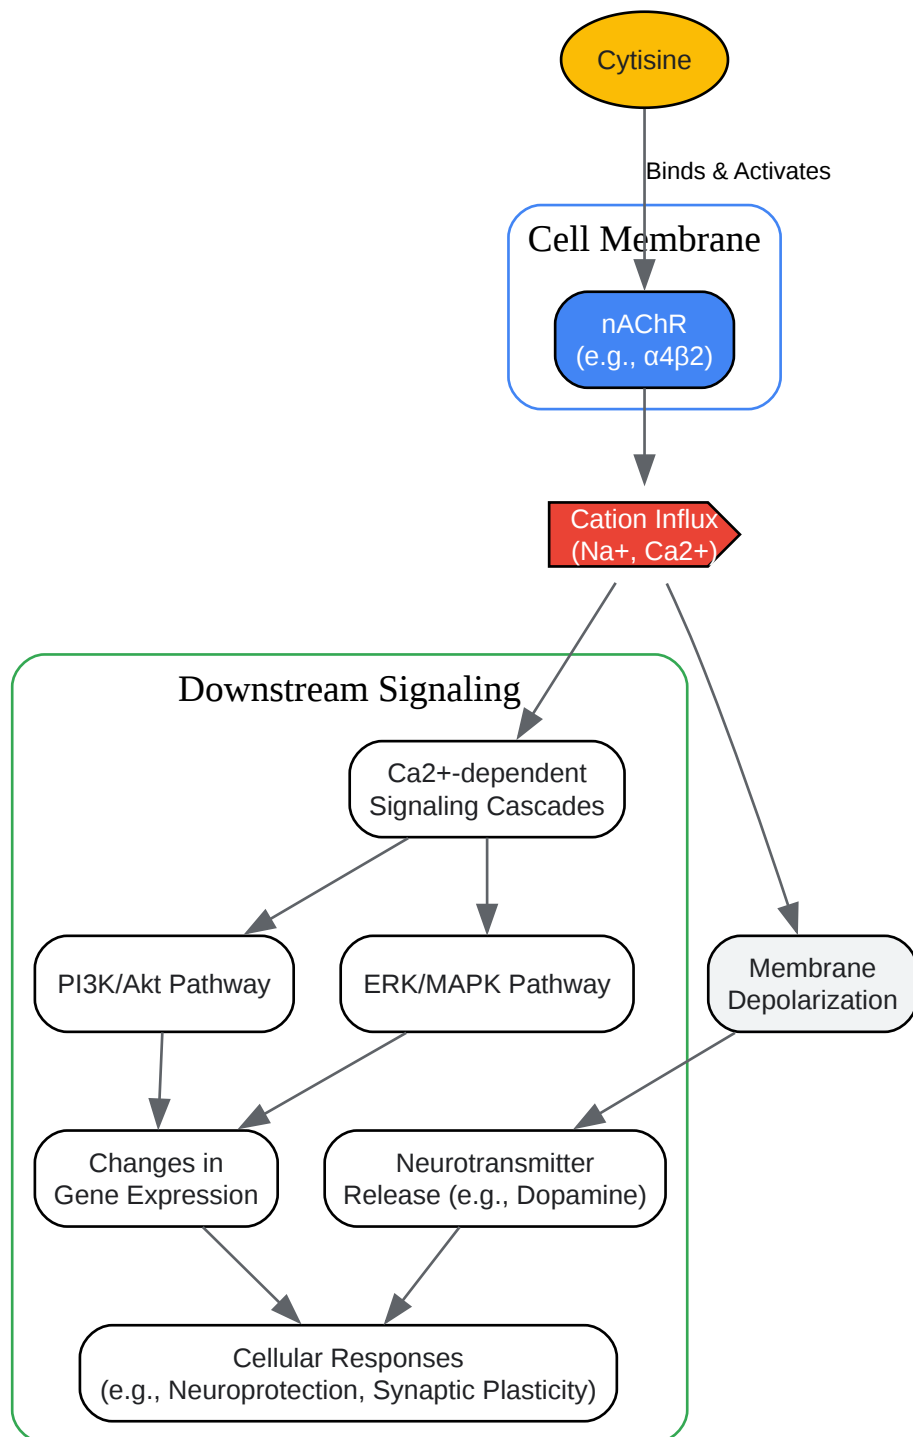 Cytisine
Binds & Activates
Cell Membrane
nAChR
(e.g., α4β2)
Cation Influx
(Na+, Ca2+)
Downstream Signaling
Ca2+-dependent
Signaling Cascades
PI3K/Akt Pathway
ERK/MAPK Pathway
Membrane
Depolarization
Changes in
Gene Expression
Neurotransmitter
Release (e.g., Dopamine)
Cellular Responses
(e.g., Neuroprotection, Synaptic Plasticity)